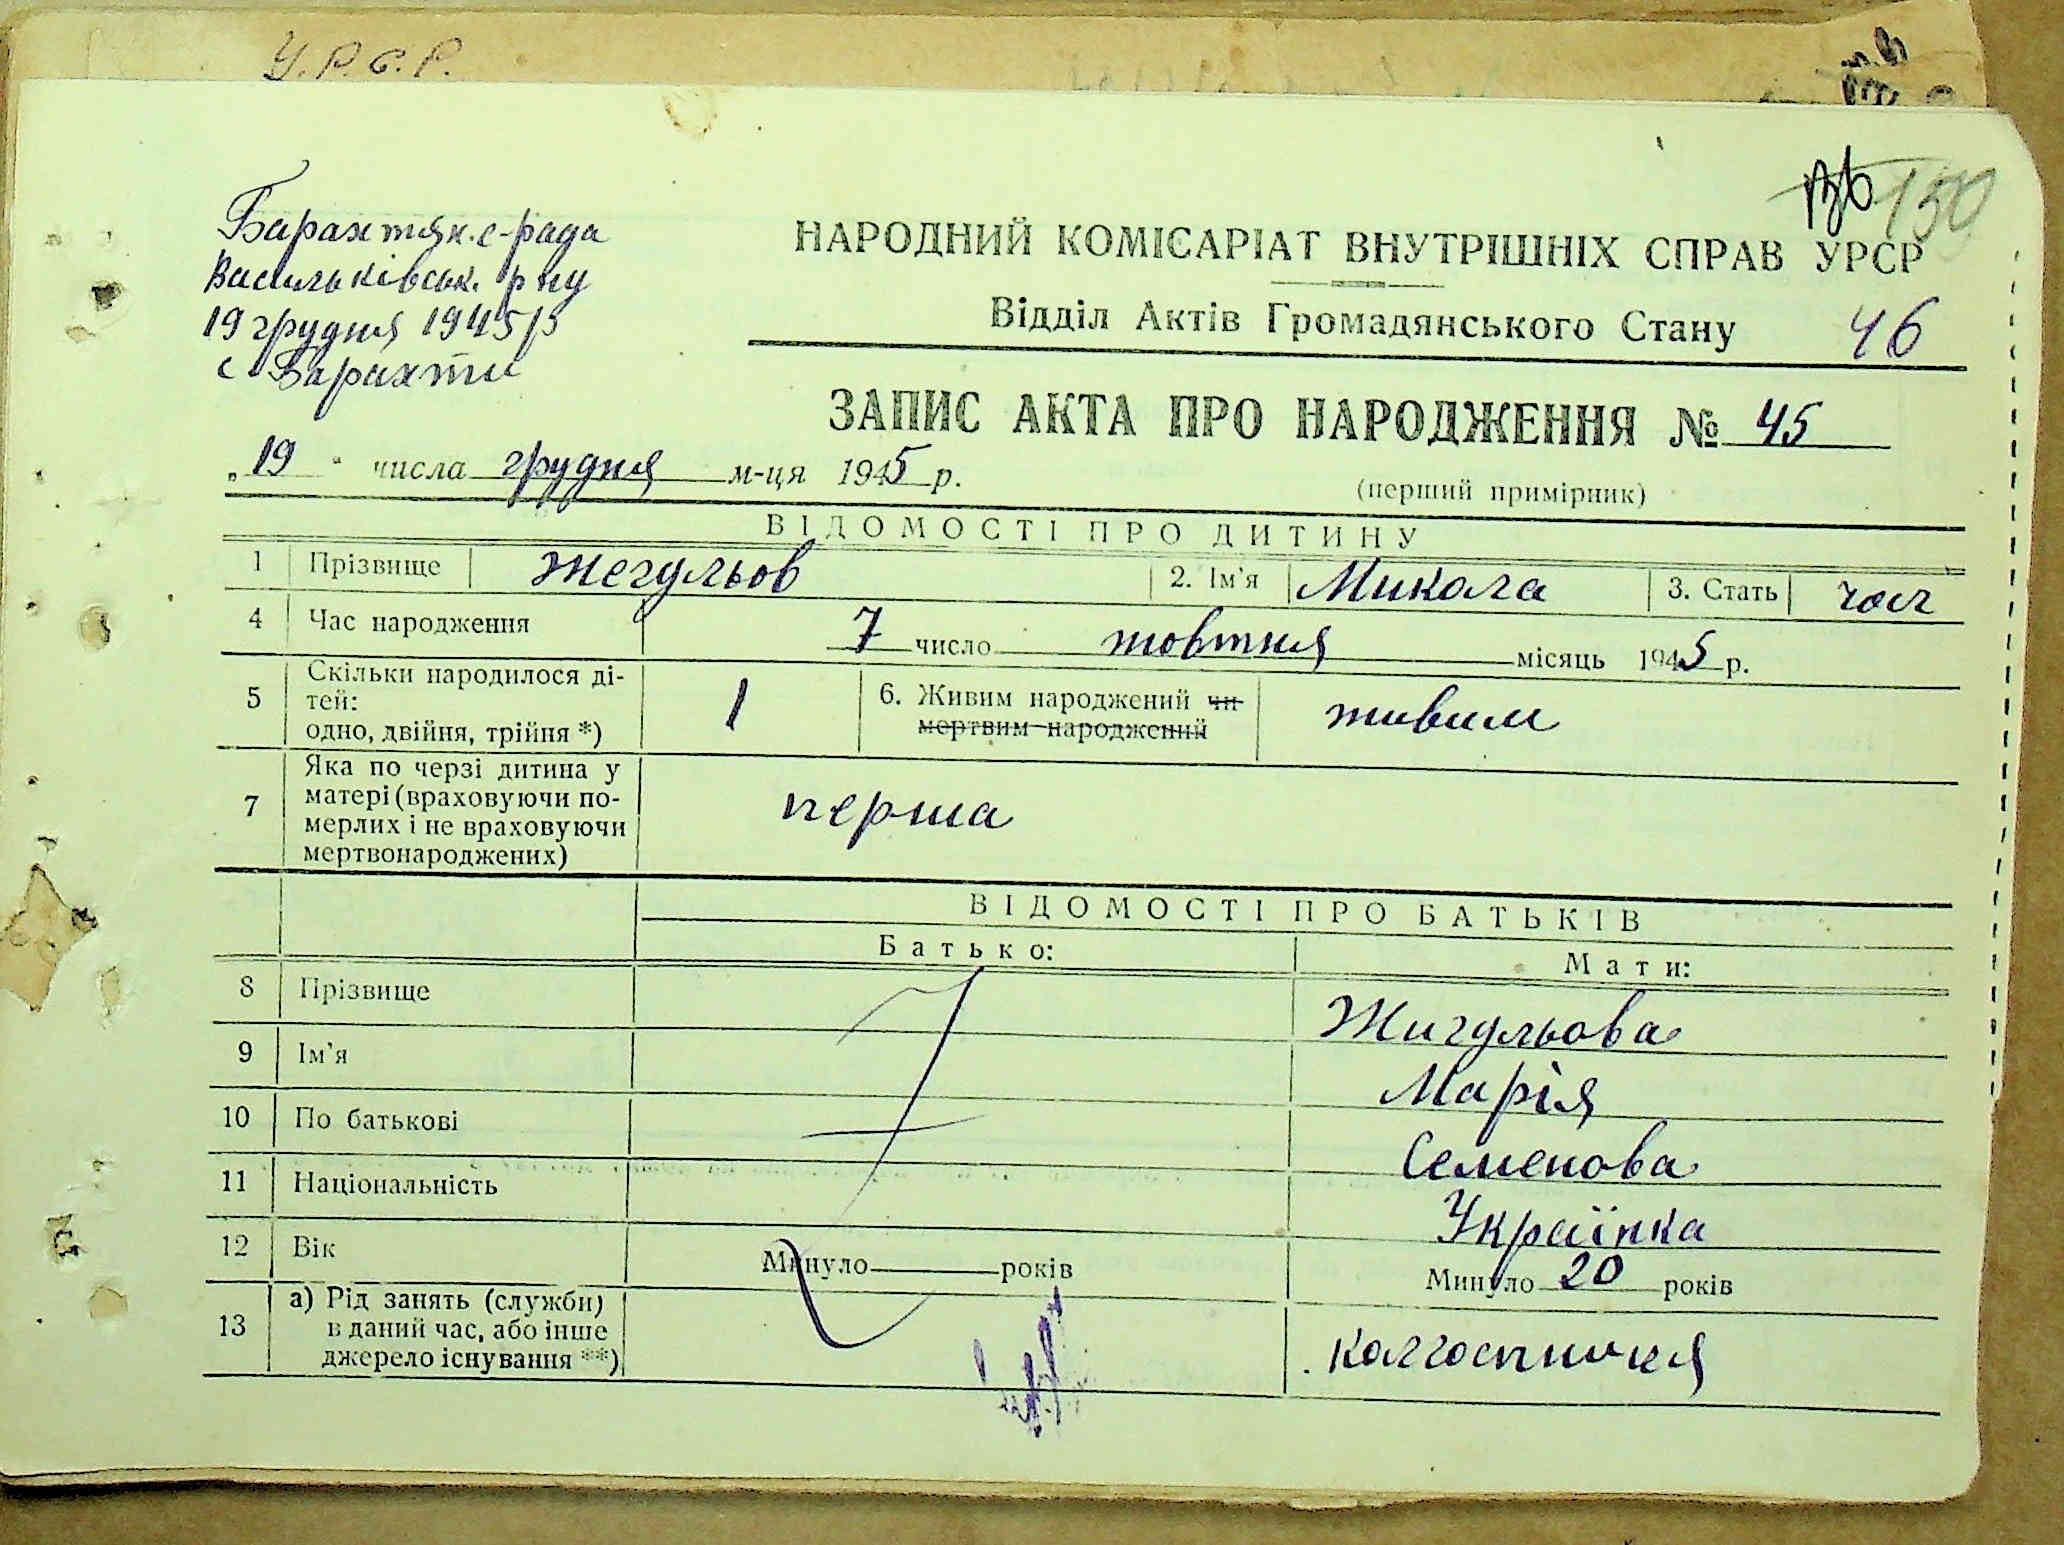 У.Р.С.Р.
136 150
Барахтян. с-рада
Васильківськ. р-ну
19 грудня 1945 р
с Барахти
НАРОДНИЙ КОМІСАРІАТ ВНУТРІШНІХ СПРАВ УРСР
Відділ Актів Громадянського Стану 46
ЗАПИС АКТА ПРО НАРОДЖЕННЯ № 45
„ 19 " числа грудня м-ця 1945 р.
(перший примірник)
ВІДОМОСТІ ПРО ДИТИНУ
1 Прізвище Жегульов 2. Ім'я Микола 3. Стать чол
4 Час народження 7 число жовтня місяць 1945 р.
5 Скільки народилося ді-
тей:
одно, двійня, трійня *) 1
6. Живим народжений чи
мертвим народжений живим
7 Яка по черзі дитина у
матері (враховуючи по-
мерлих і не враховуючи
мертвонароджених) перша
ВІДОМОСТІ ПРО БАТЬКІВ
Батько: Мати:
8 Прізвище Жигульова
9 Ім'я Марія
10 По батькові Семенова
11 Національність Українка
12 Вік Минуло років Минуло 20 років
13 а) Рід занять (служби)
в даний час, або інше
джерело існування **) колгоспниця